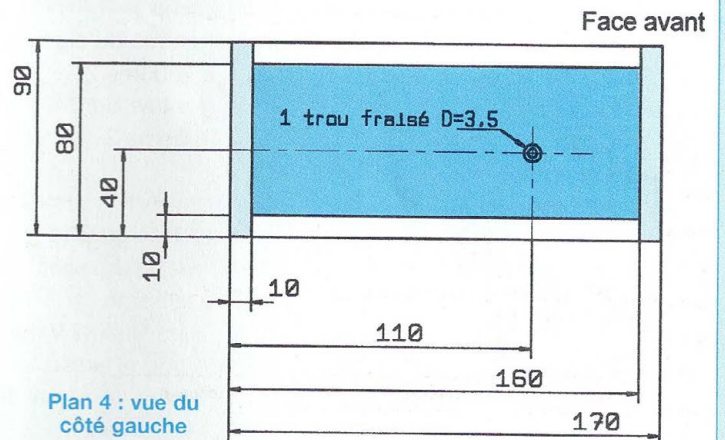 Face avant
90
80
1 trou fraisé D=3.5
40
10
10
110
160
170
Plan 4 : vue du
côté gauche